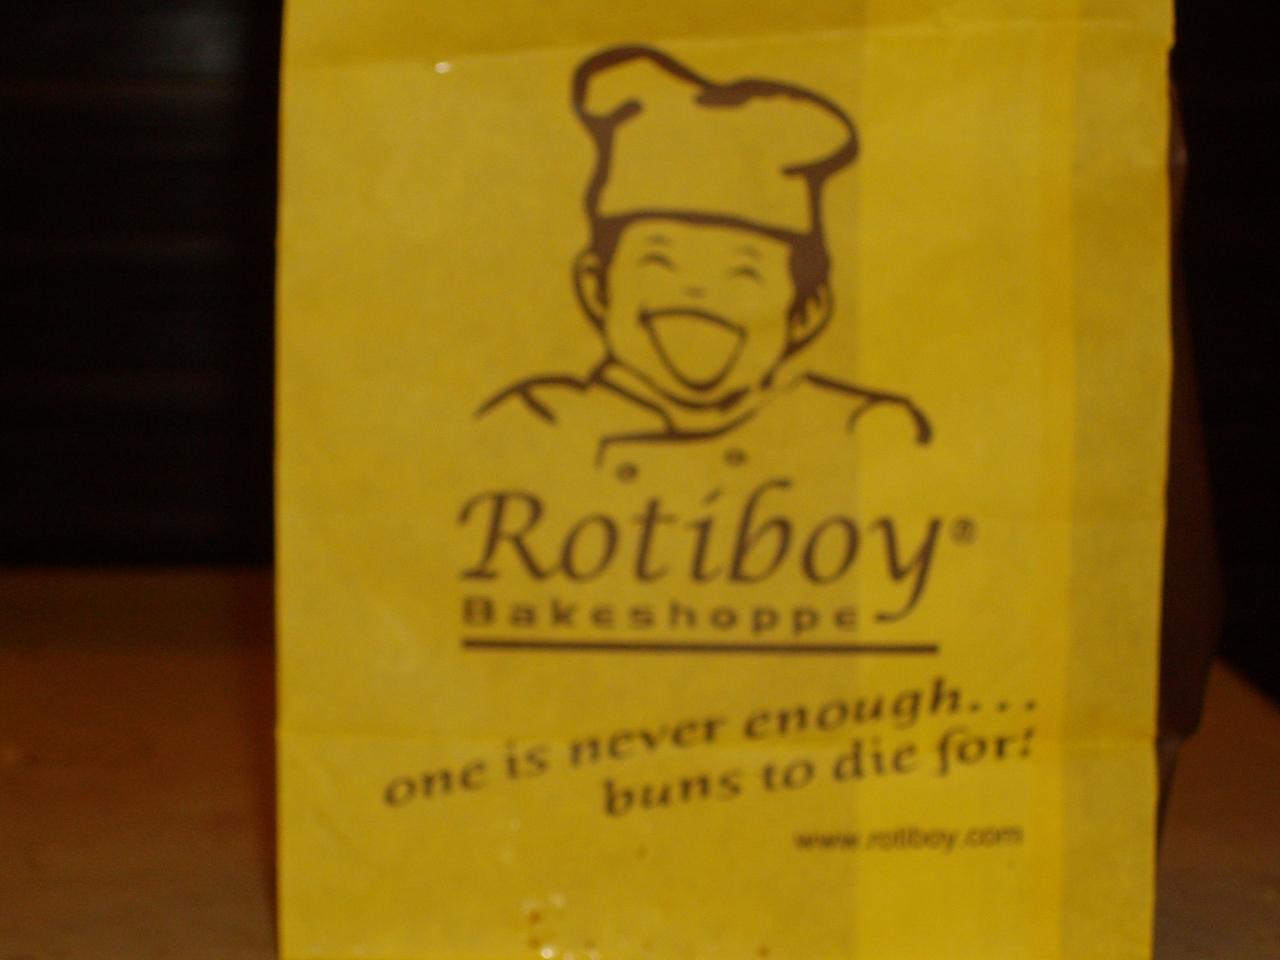 Rotiboy®
Bakeshoppe
one is never enough...
buns to die for!
www.rotiboy.com